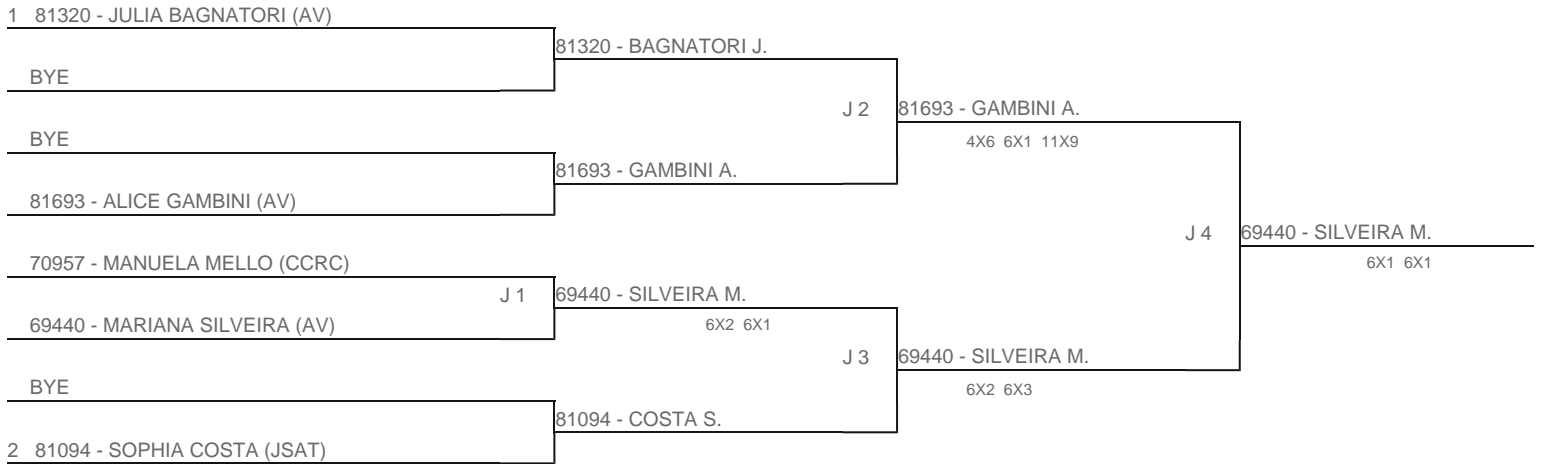 1 81320 - JULIA BAGNATORI (AV)
81320 - BAGNATORI J.
BYE
J 2
81693 - GAMBINI A.
4X6 6X1 11X9
BYE
81693 - GAMBINI A.
81693 - ALICE GAMBINI (AV)
J 4
69440 - SILVEIRA M.
6X1 6X1
70957 - MANUELA MELLO (CCRC)
J 1
69440 - SILVEIRA M.
6X2 6X1
69440 - MARIANA SILVEIRA (AV)
J 3
69440 - SILVEIRA M.
6X2 6X3
BYE
81094 - COSTA S.
2 81094 - SOPHIA COSTA (JSAT)